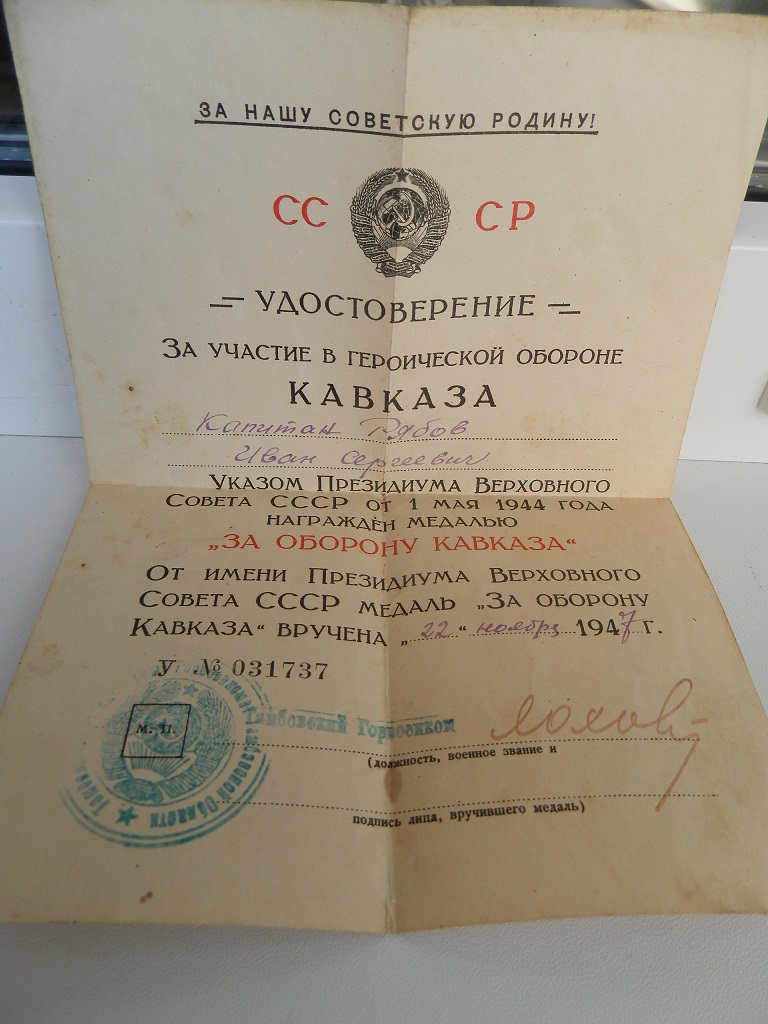 ЗА НАШУ СОВЕТСКУЮ РОДИНУ!
СС СР
УДОСТОВЕРЕНИЕ
ЗА УЧАСТИЕ В ГЕРОИЧЕСКОЙ ОБОРОНЕ
КАВКАЗА
Капитан Рябов
Иван Сергеевич
УКАЗОМ ПРЕЗИДИУМА ВЕРХОВНОГО
СОВЕТА СССР ОТ 1 МАЯ 1944 ГОДА
НАГРАЖДЕН МЕДАЛЬЮ
„ЗА ОБОРОНУ КАВКАЗА“
ОТ ИМЕНИ ПРЕЗИДИУМА ВЕРХОВНОГО
СОВЕТА СССР МЕДАЛЬ „ЗА ОБОРОНУ
КАВКАЗА“ ВРУЧЕНА „22“ ноября 1947 г.
У № 031737
М. П.
Горвоенком
(должность, военное звание и
подпись лица, вручившего медаль)
Области